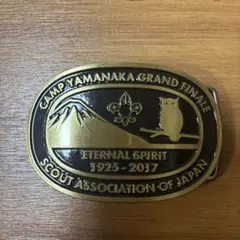 CAMP YAMANAKA GRAND FINALE
ETERNAL SPIRIT
1925 - 2017
SCOUT ASSOCIATION OF JAPAN